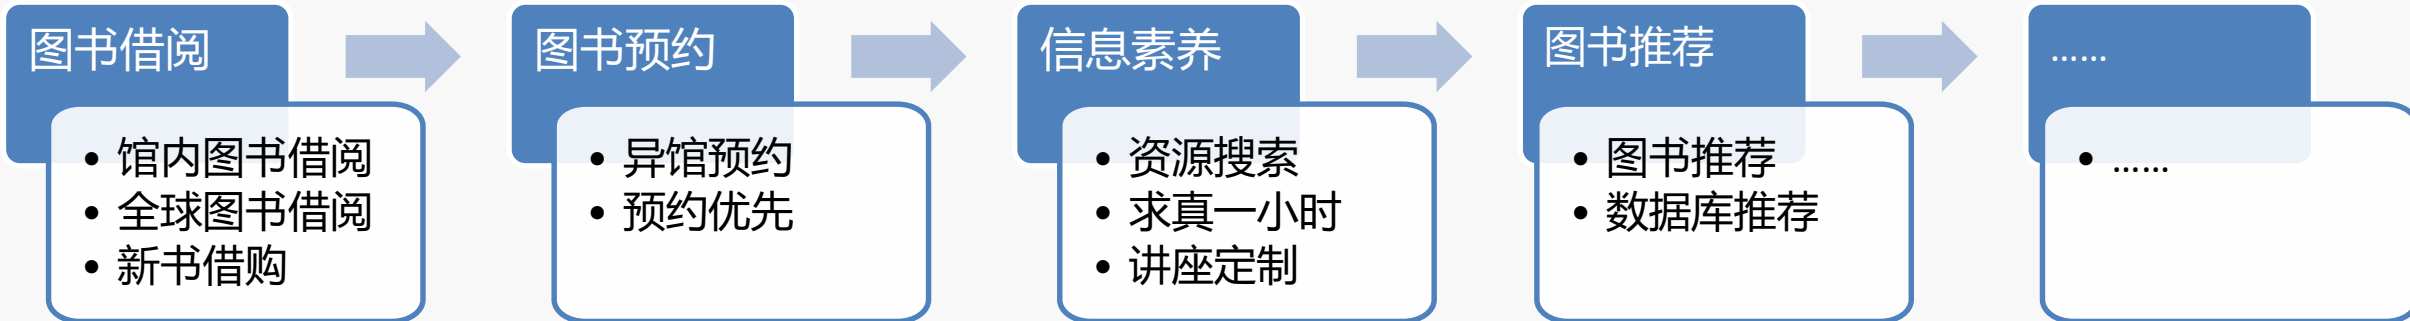 图书借阅
• 馆内图书借阅
• 全球图书借阅
• 新书借购
图书预约
• 异馆预约
• 预约优先
信息素养
• 资源搜索
• 求真一小时
• 讲座定制
图书推荐
• 图书推荐
• 数据库推荐
……
• ……